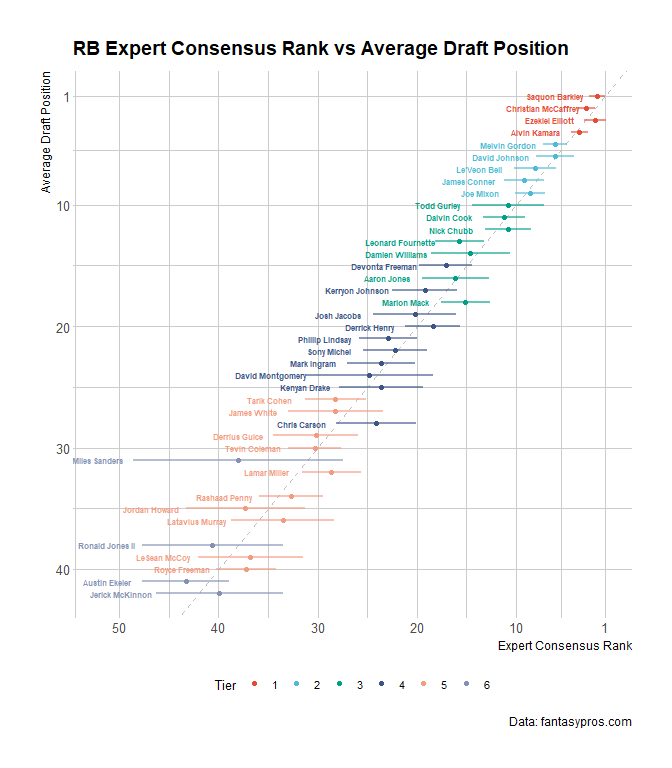 RB Expert Consensus Rank vs Average Draft Position
Average Draft Position
1
10
20
30
40
Saquon Barkley
Christian McCaffrey
Ezekiel Elliott
Alvin Kamara
Melvin Gordon
David Johnson
Le'Veon Bell
James Conner
Joe Mixon
Todd Gurley
Dalvin Cook
Nick Chubb
Leonard Fournette
Damien Williams
Devonta Freeman
Aaron Jones
Kerryon Johnson
Marlon Mack
Josh Jacobs
Derrick Henry
Phillip Lindsay
Sony Michel
Mark Ingram
David Montgomery
Kenyan Drake
Tarik Cohen
James White
Chris Carson
Derrius Guice
Tevin Coleman
Miles Sanders
Lamar Miller
Rashaad Penny
Jordan Howard
Latavius Murray
Ronald Jones II
LeSean McCoy
Royce Freeman
Austin Ekeler
Jerick McKinnon
50 40 30 20 10 1
Expert Consensus Rank
Tier 1 2 3 4 5 6
Data: fantasypros.com